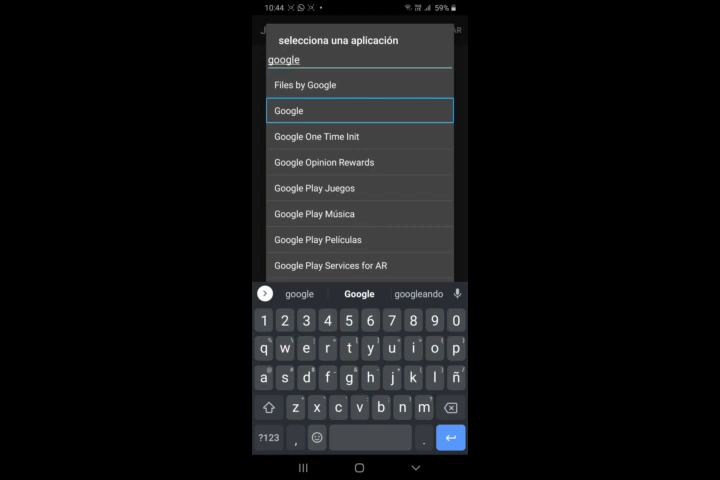 10:44
59%
AR
selecciona una aplicación
google
Files by Google
Google
Google One Time Init
Google Opinion Rewards
Google Play Juegos
Google Play Música
Google Play Películas
Google Play Services for AR
google Google googleando
1 2 3 4 5 6 7 8 9 0
q w e r t y u i o p
a s d f g h j k l ñ
z x c v b n m
?123 , .